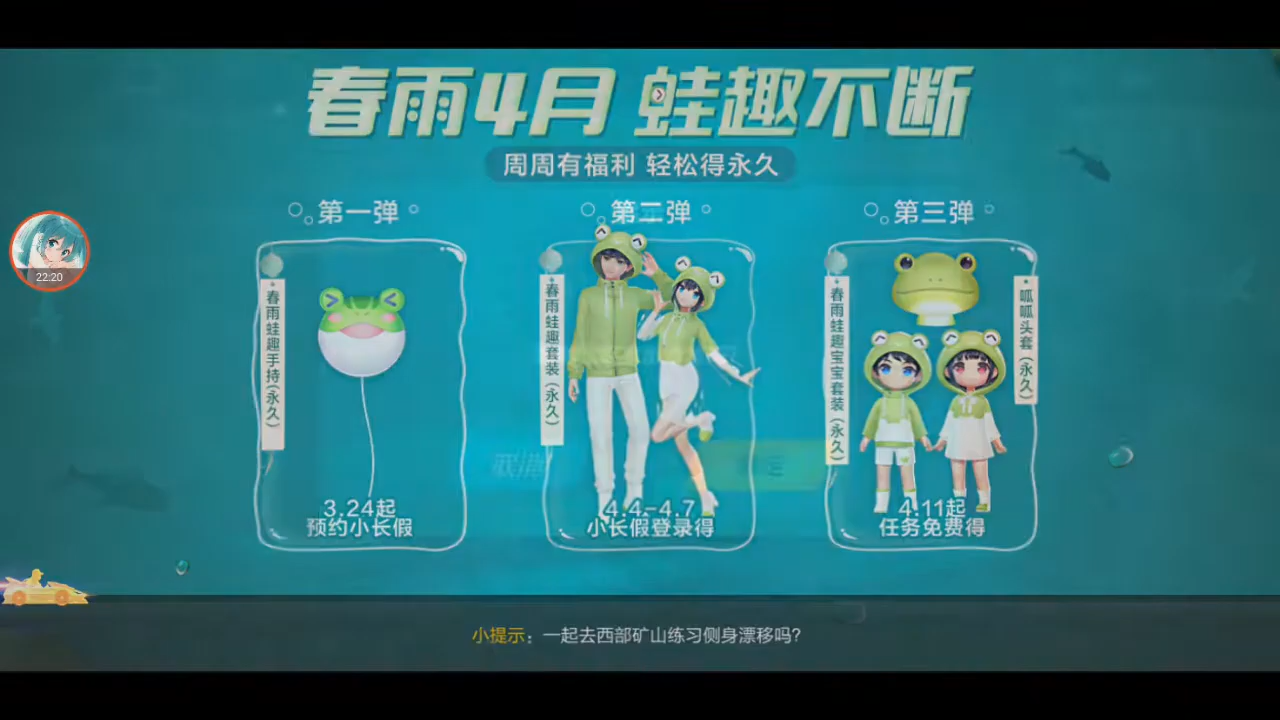 春雨4月 蛙趣不断
周周有福利 轻松得永久
第一弹
春雨蛙趣手持(永久)
3.24起
预约小长假
第二弹
春雨蛙趣套装(永久)
4.4-4.7
小长假登录得
第三弹
春雨蛙趣宝宝套装(永久)
呱呱头套(永久)
4.11起
任务免费得
22:20
小提示：一起去西部矿山练习侧身漂移吗?